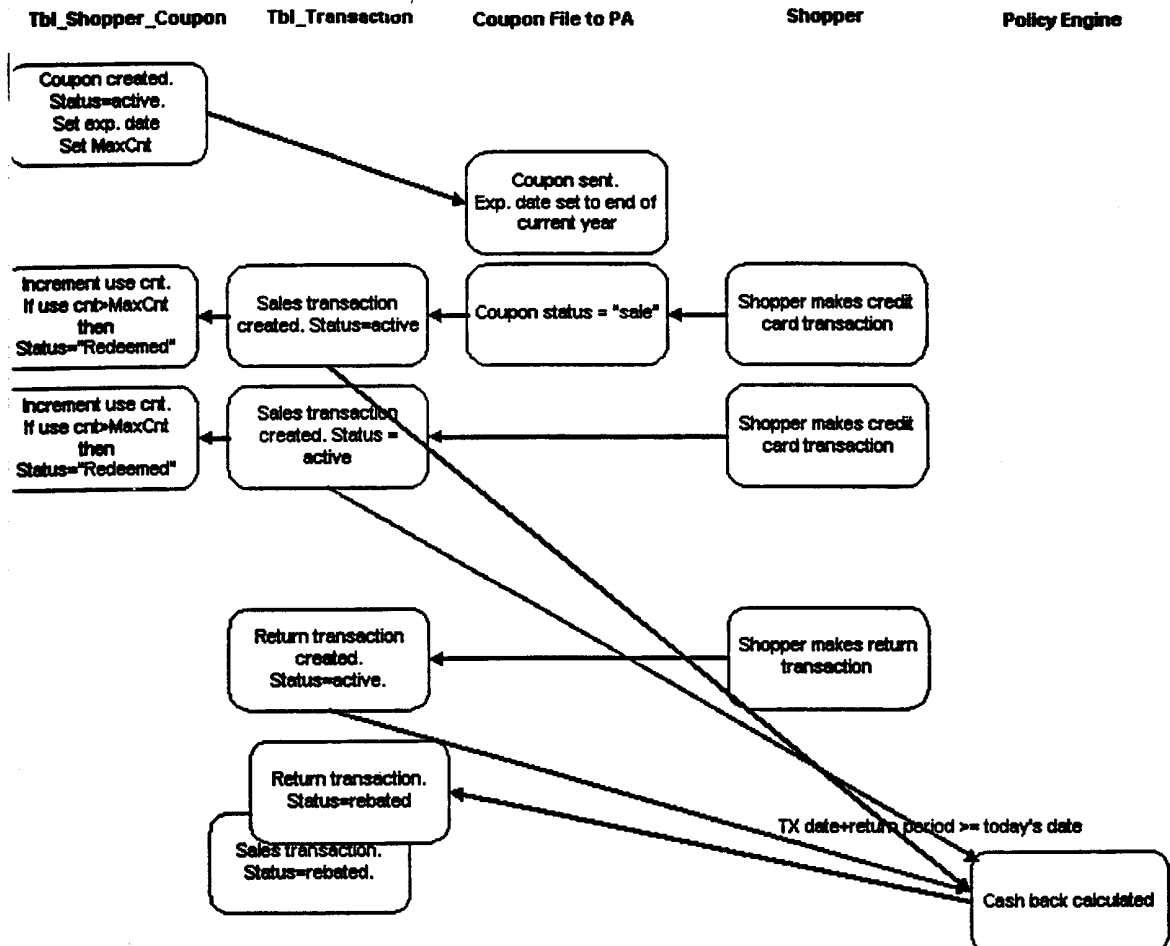 Tbl_Shopper_Coupon Tbl_Transaction Coupon File to PA Shopper Policy Engine
Coupon created.
Status=active.
Set exp. date
Set MaxCnt
Coupon sent.
Exp. date set to end of
current year
Increment use cnt.
If use cnt>MaxCnt
then
Status="Redeemed"
Sales transaction
created. Status=active
Coupon status = "sale"
Shopper makes credit
card transaction
Increment use cnt.
If use cnt>MaxCnt
then
Status="Redeemed"
Sales transaction
created. Status =
active
Shopper makes credit
card transaction
Return transaction
created.
Status=active.
Shopper makes return
transaction
Return transaction.
Status=rebated
TX date+return period >= today's date
Sales transaction.
Status=rebated.
Cash back calculated